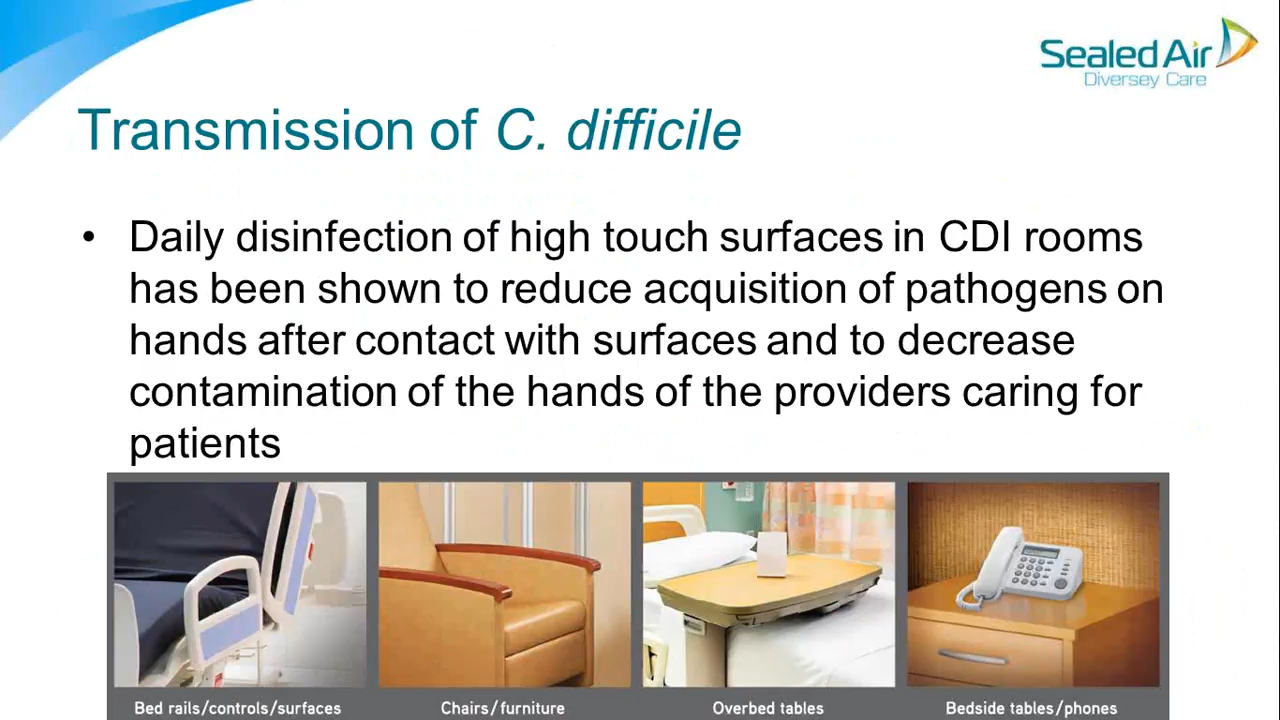 Sealed Air
Diversey Care
Transmission of C. difficile
• Daily disinfection of high touch surfaces in CDI rooms
has been shown to reduce acquisition of pathogens on
hands after contact with surfaces and to decrease
contamination of the hands of the providers caring for
patients
Bed rails/controls/surfaces
Chairs/furniture
Overbed tables
Bedside tables/phones